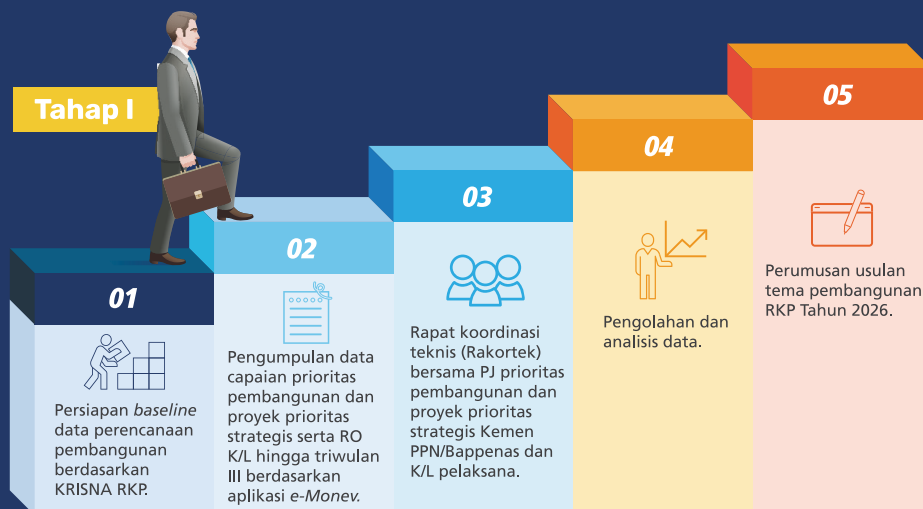 Tahap I
01
Persiapan baseline
data perencanaan
pembangunan
berdasarkan
KRISNA RKP.
02
Pengumpulan data
capaian prioritas
pembangunan dan
proyek prioritas
strategis serta RO
K/L hingga triwulan
III berdasarkan
aplikasi e-Monev.
03
Rapat koordinasi
teknis (Rakortek)
bersama PJ prioritas
pembangunan dan
proyek prioritas
strategis Kemen
PPN/Bappenas dan
K/L pelaksana.
04
Pengolahan dan
analisis data.
05
Perumusan usulan
tema pembangunan
RKP Tahun 2026.